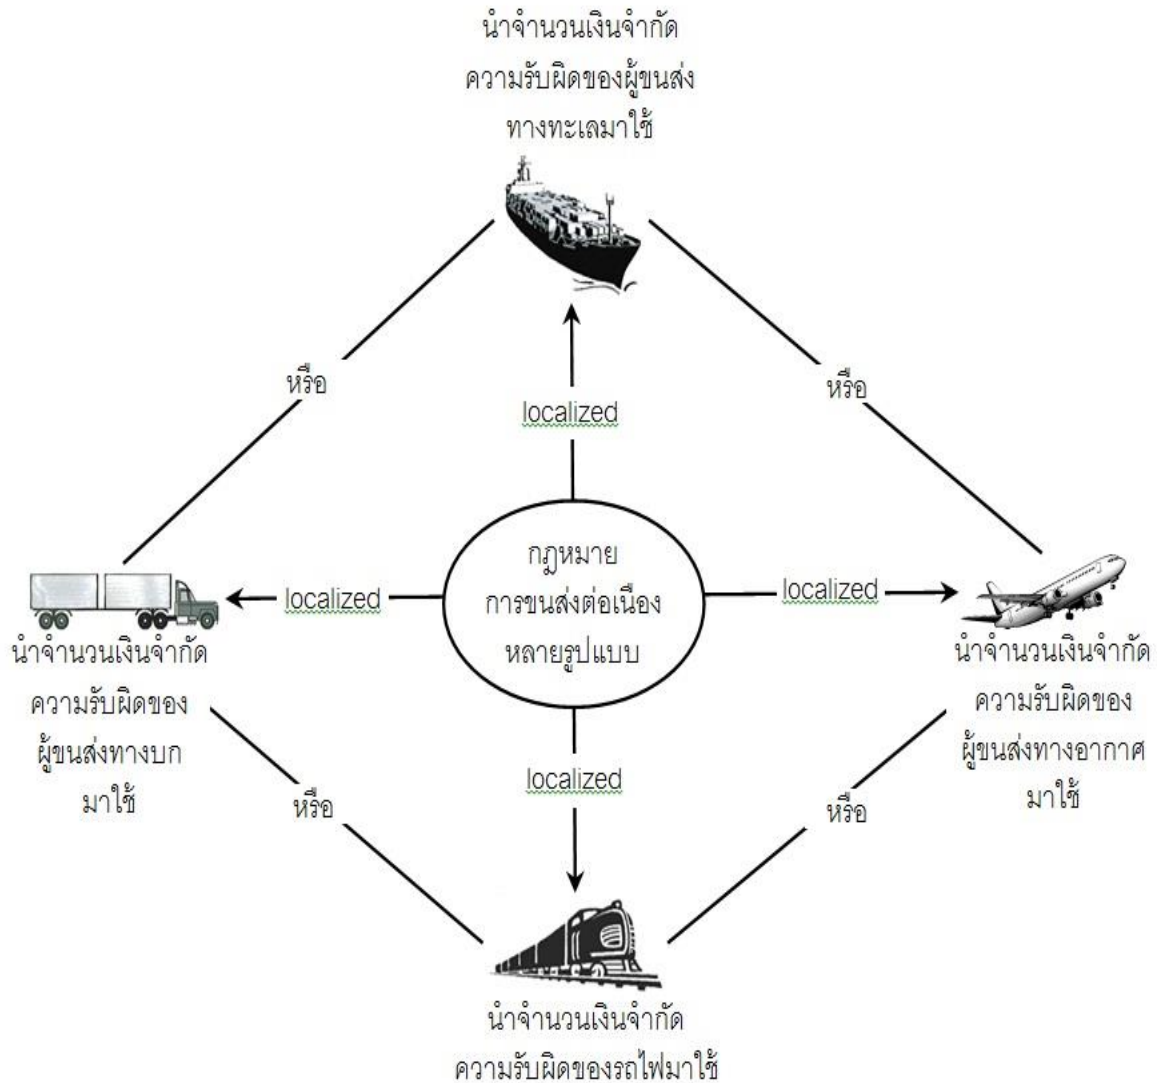 นำจำนวนเงินจำกัด
ความรับผิดของผู้ขนส่ง
ทางทะเลมาใช้
หรือ
หรือ
localized
กฎหมาย
การขนส่งต่อเนื่อง
หลายรูปแบบ
localized
localized
นำจำนวนเงินจำกัด
ความรับผิดของ
ผู้ขนส่งทางบก
มาใช้
นำจำนวนเงินจำกัด
ความรับผิดของ
ผู้ขนส่งทางอากาศ
มาใช้
localized
หรือ
หรือ
นำจำนวนเงินจำกัด
ความรับผิดของรถไฟมาใช้